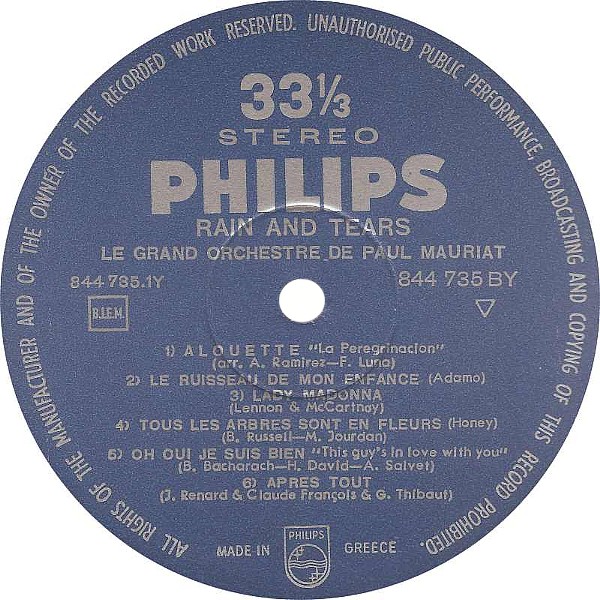 ALL RIGHTS OF THE MANUFACTURER AND OF THE OWNER OF THE RECORDED WORK RESERVED. UNAUTHORISED PUBLIC PERFORMANCE, BROADCASTING AND COPYING OF THIS RECORD PROHIBITED.
33⅓
STEREO
PHILIPS
RAIN AND TEARS
LE GRAND ORCHESTRE DE PAUL MAURIAT
844 735.1Y
844 735 BY
B.I.E.M.
1) ALOUETTE "La Peregrinacion"
(arr. A. Ramirez-F. Luna)
2) LE RUISSEAU DE MON ENFANCE (Adamo)
3) LADY MADONNA
(Lennon & McCartney)
4) TOUS LES ARBRES SONT EN FLEURS (Honey)
(B. Russell-M. Jourdan)
5) OH OUI JE SUIS BIEN "This guy's in love with you"
(B. Bacharach-H. David-A. Salvet)
6) APRES TOUT
(J. Renard & Claude François & G. Thibaut)
MADE IN GREECE
PHILIPS